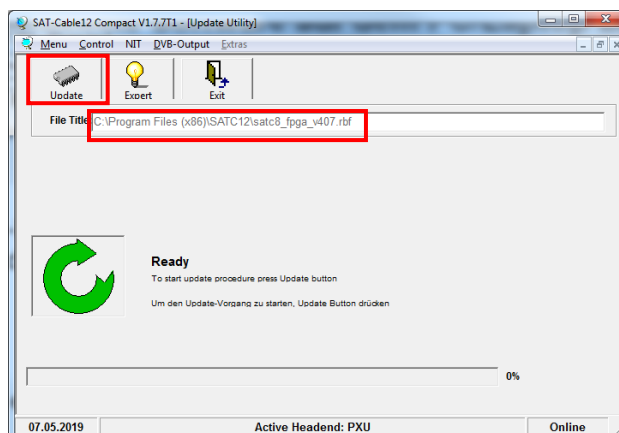 SAT-Cable12 Compact V1.7.7T1 - [Update Utility]
Menu Control NIT DVB-Output Extras
Update Expert Exit
File Title C:\Program Files (x86)\SATC12\satc8_fpga_v407.rbf
Ready
To start update procedure press Update button
Um den Update-Vorgang zu starten, Update Button drücken
0%
07.05.2019 Active Headend: PXU Online